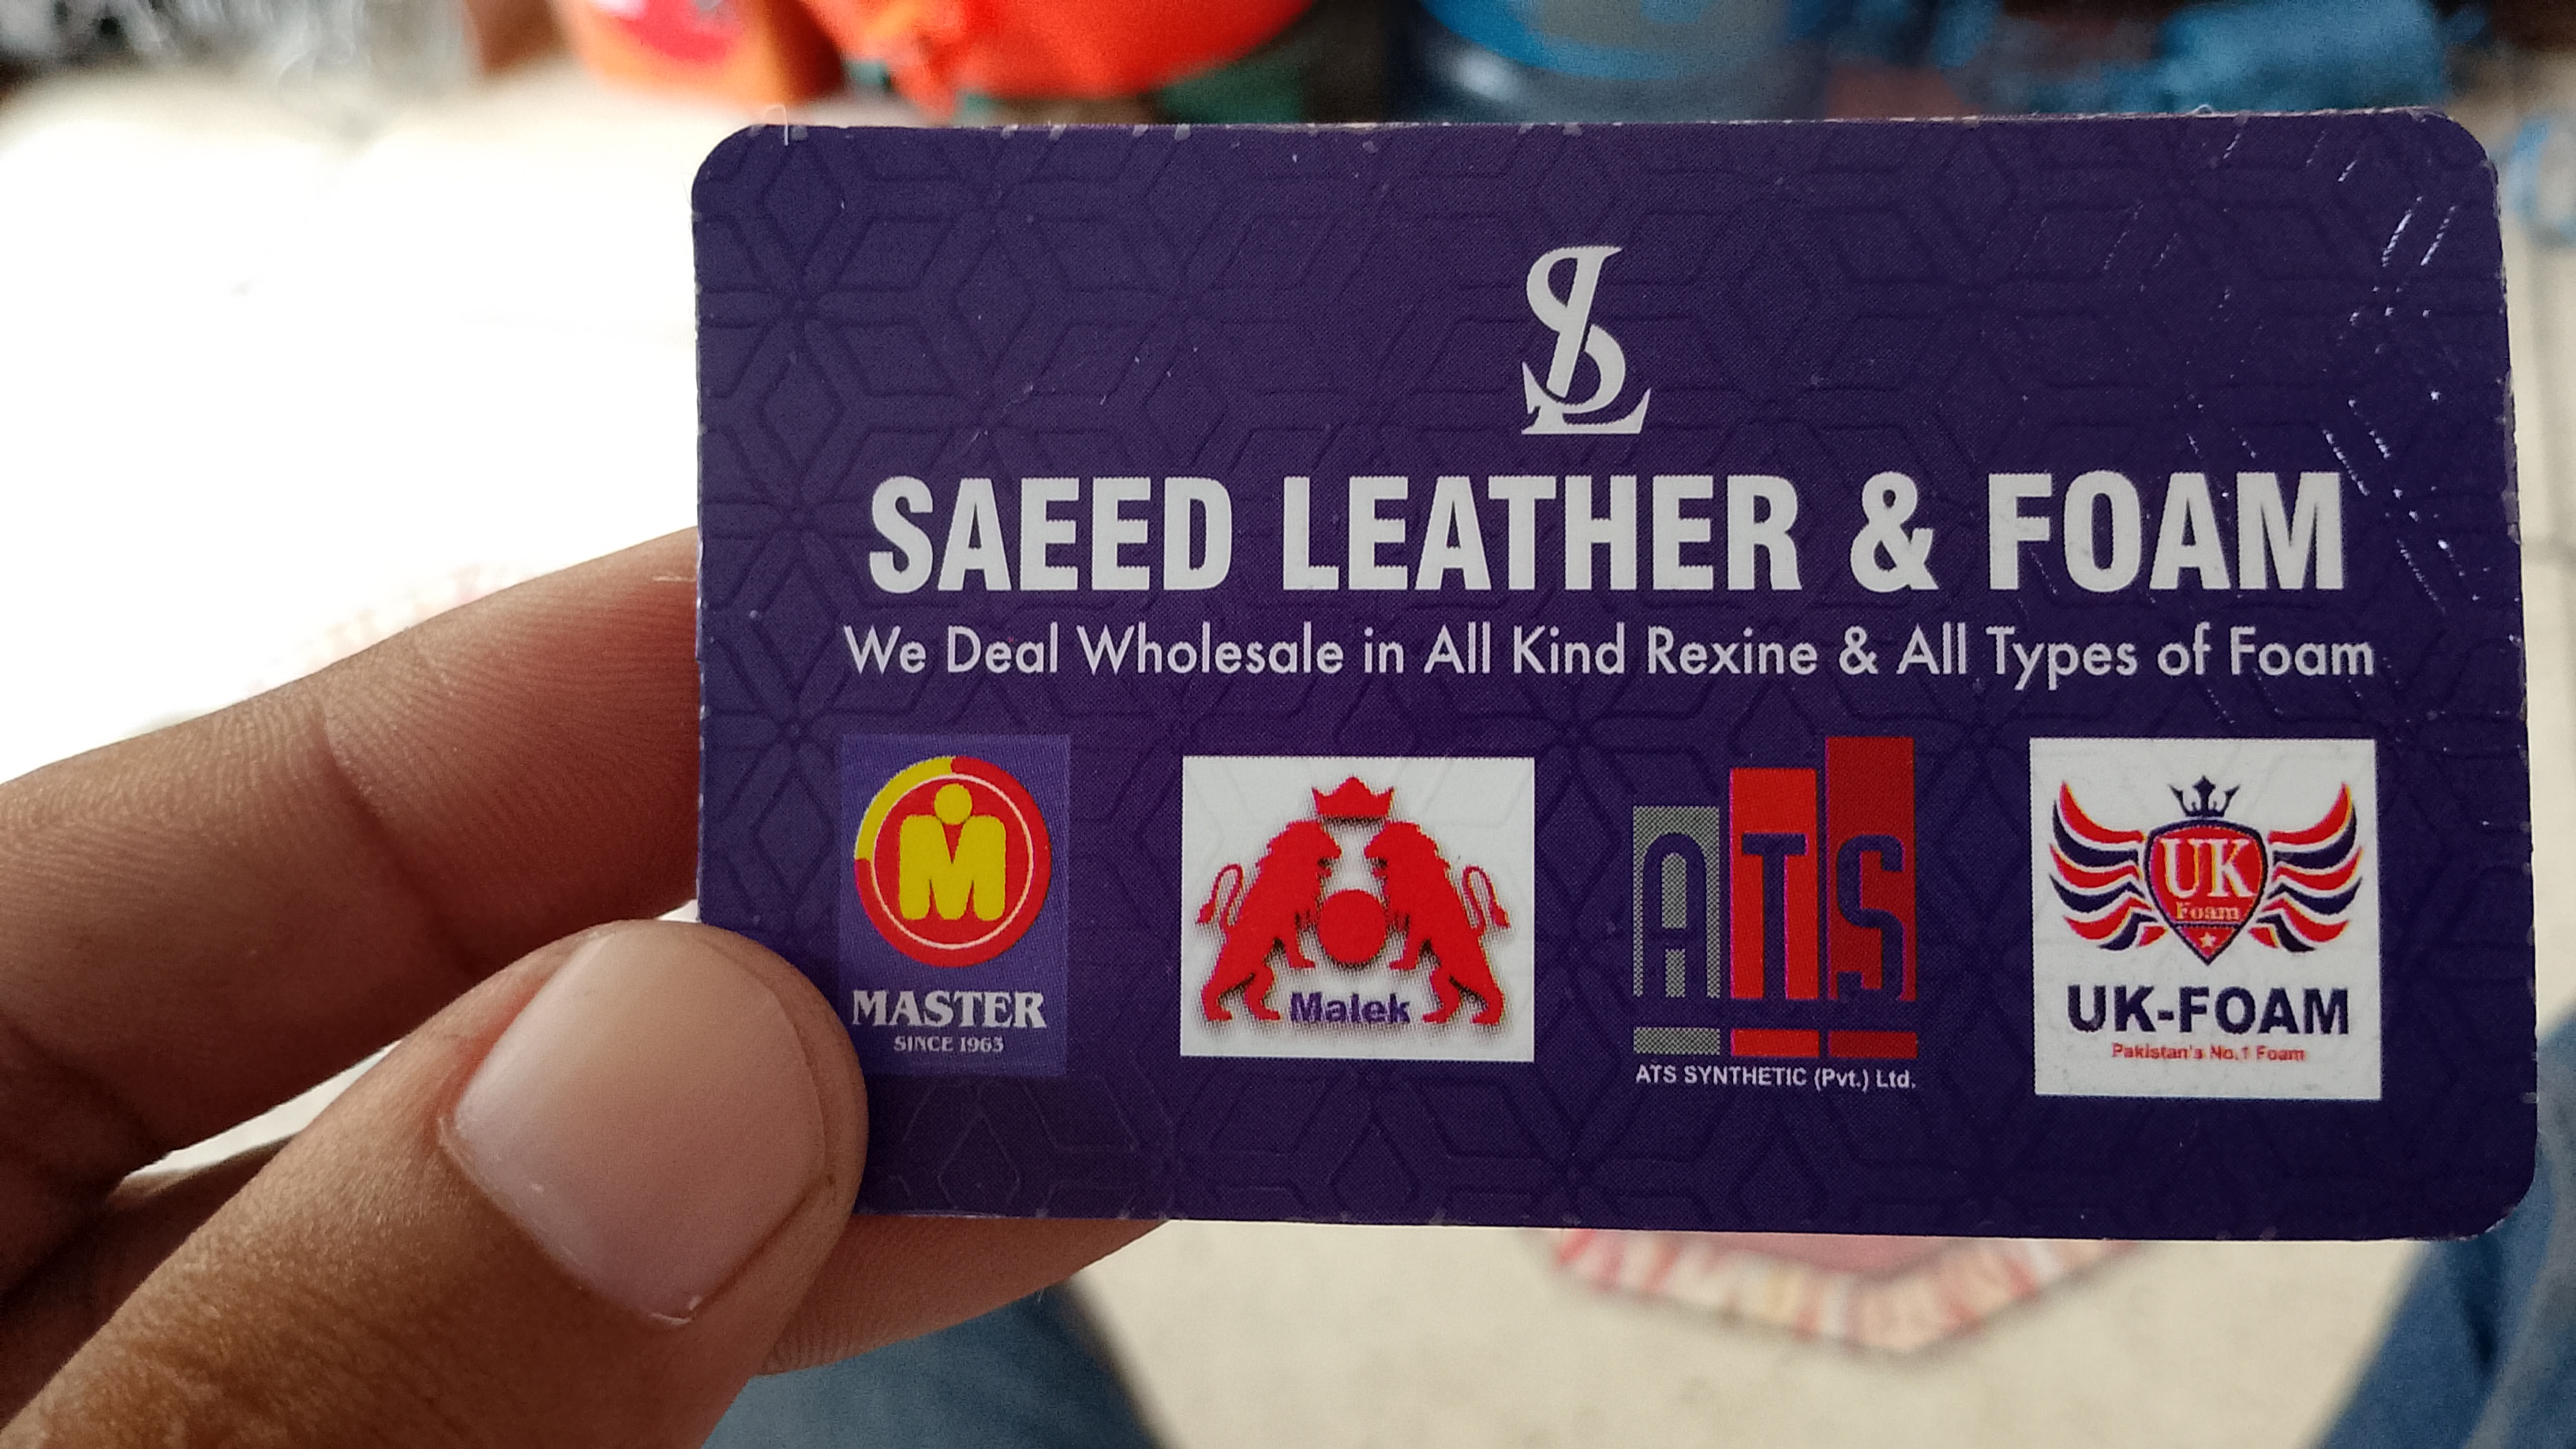 SL
SAEED LEATHER & FOAM
We Deal Wholesale in All Kind Rexine & All Types of Foam
M
MASTER
SINCE 1963
Malek
ATS
ATS SYNTHETIC (Pvt.) Ltd.
UK
Foam
UK-FOAM
Pakistan's No.1 Foam